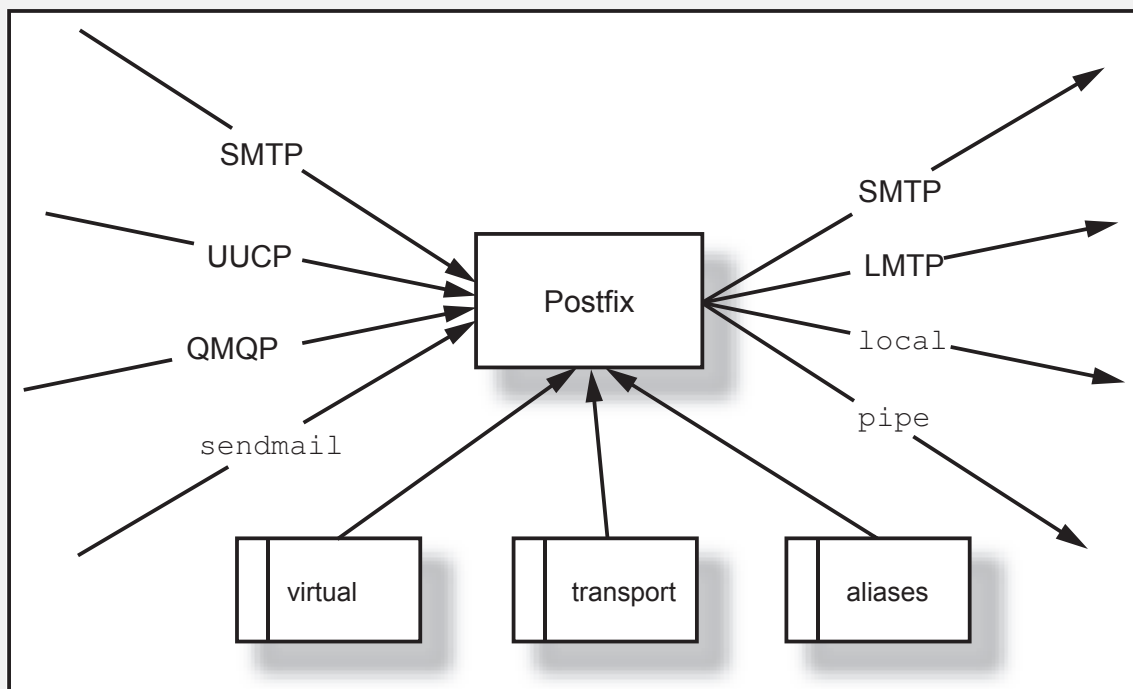 SMTP
SMTP
UUCP
LMTP
Postfix
QMQP
local
sendmail
pipe
virtual
transport
aliases